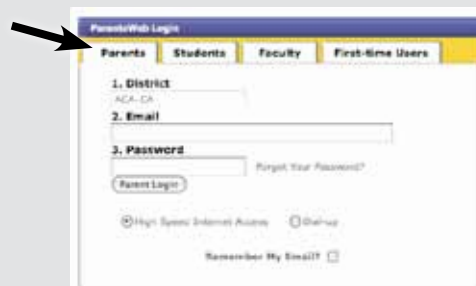 ParentsWeb Login
Parents Students Faculty First-time Users
1. District
ACA-CA
2. Email
3. Password
Forgot Your Password?
Parent Login
High Speed Internet Access Dial-up
Remember My Email?